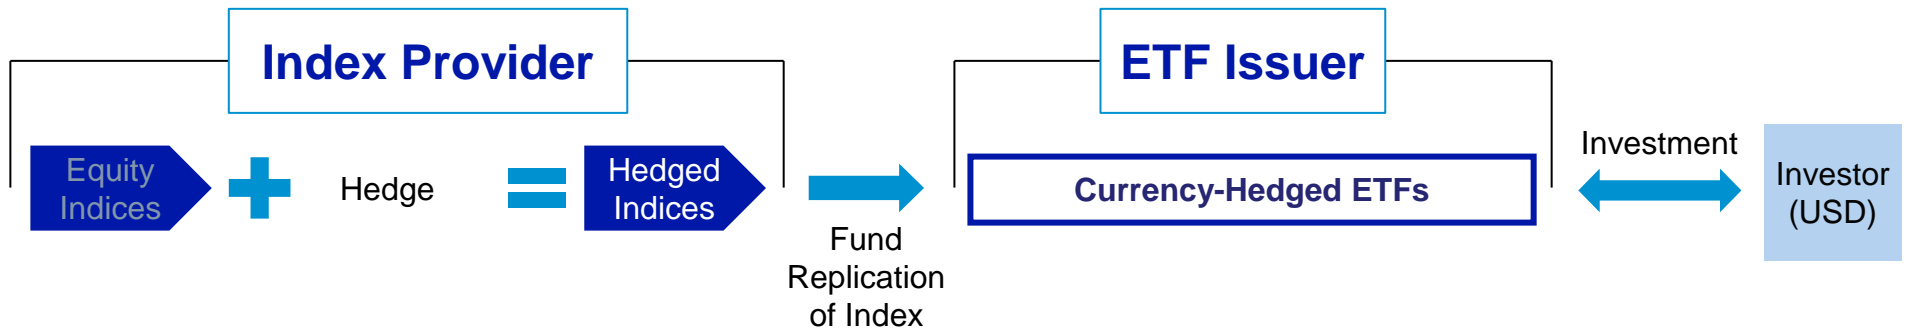 Index Provider
ETF Issuer
Equity
Indices
Hedge
Hedged
Indices
Fund
Replication
of Index
Currency-Hedged ETFs
Investment
Investor
(USD)